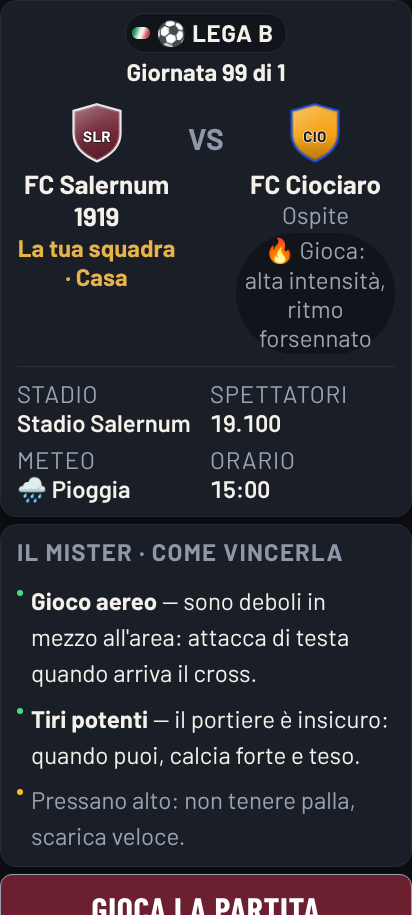 LEGA B
Giornata 99 di 1
SLR
VS
CIO
FC Salernum
1919
La tua squadra
· Casa
FC Ciociaro
Ospite
🔥 Gioca:
alta intensità,
ritmo
forsennato
STADIO
Stadio Salernum
SPETTATORI
19.100
METEO
🌧️ Pioggia
ORARIO
15:00
IL MISTER · COME VINCERLA
Gioco aereo — sono deboli in
mezzo all'area: attacca di testa
quando arriva il cross.
Tiri potenti — il portiere è insicuro:
quando puoi, calcia forte e teso.
Pressano alto: non tenere palla,
scarica veloce.
GIOCA LA PARTITA